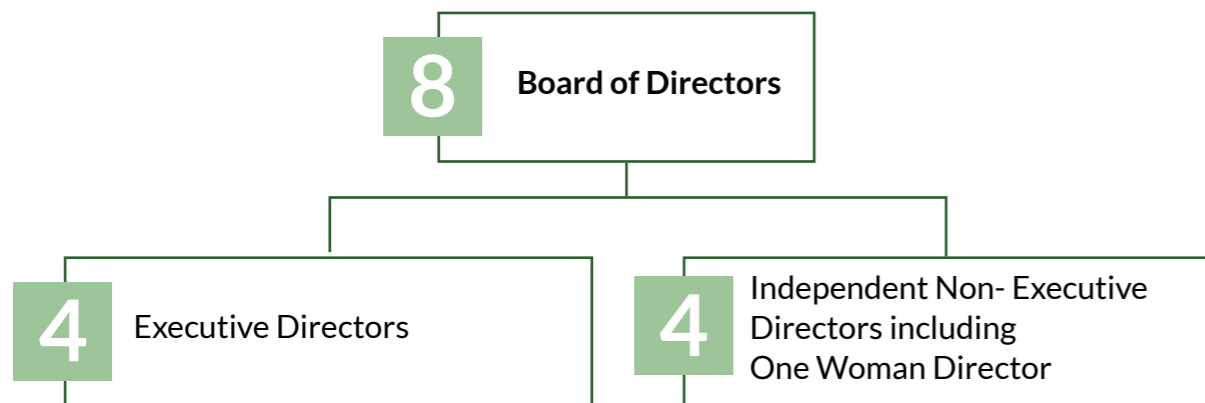 8
Board of Directors
4
Executive Directors
4
Independent Non- Executive
Directors including
One Woman Director